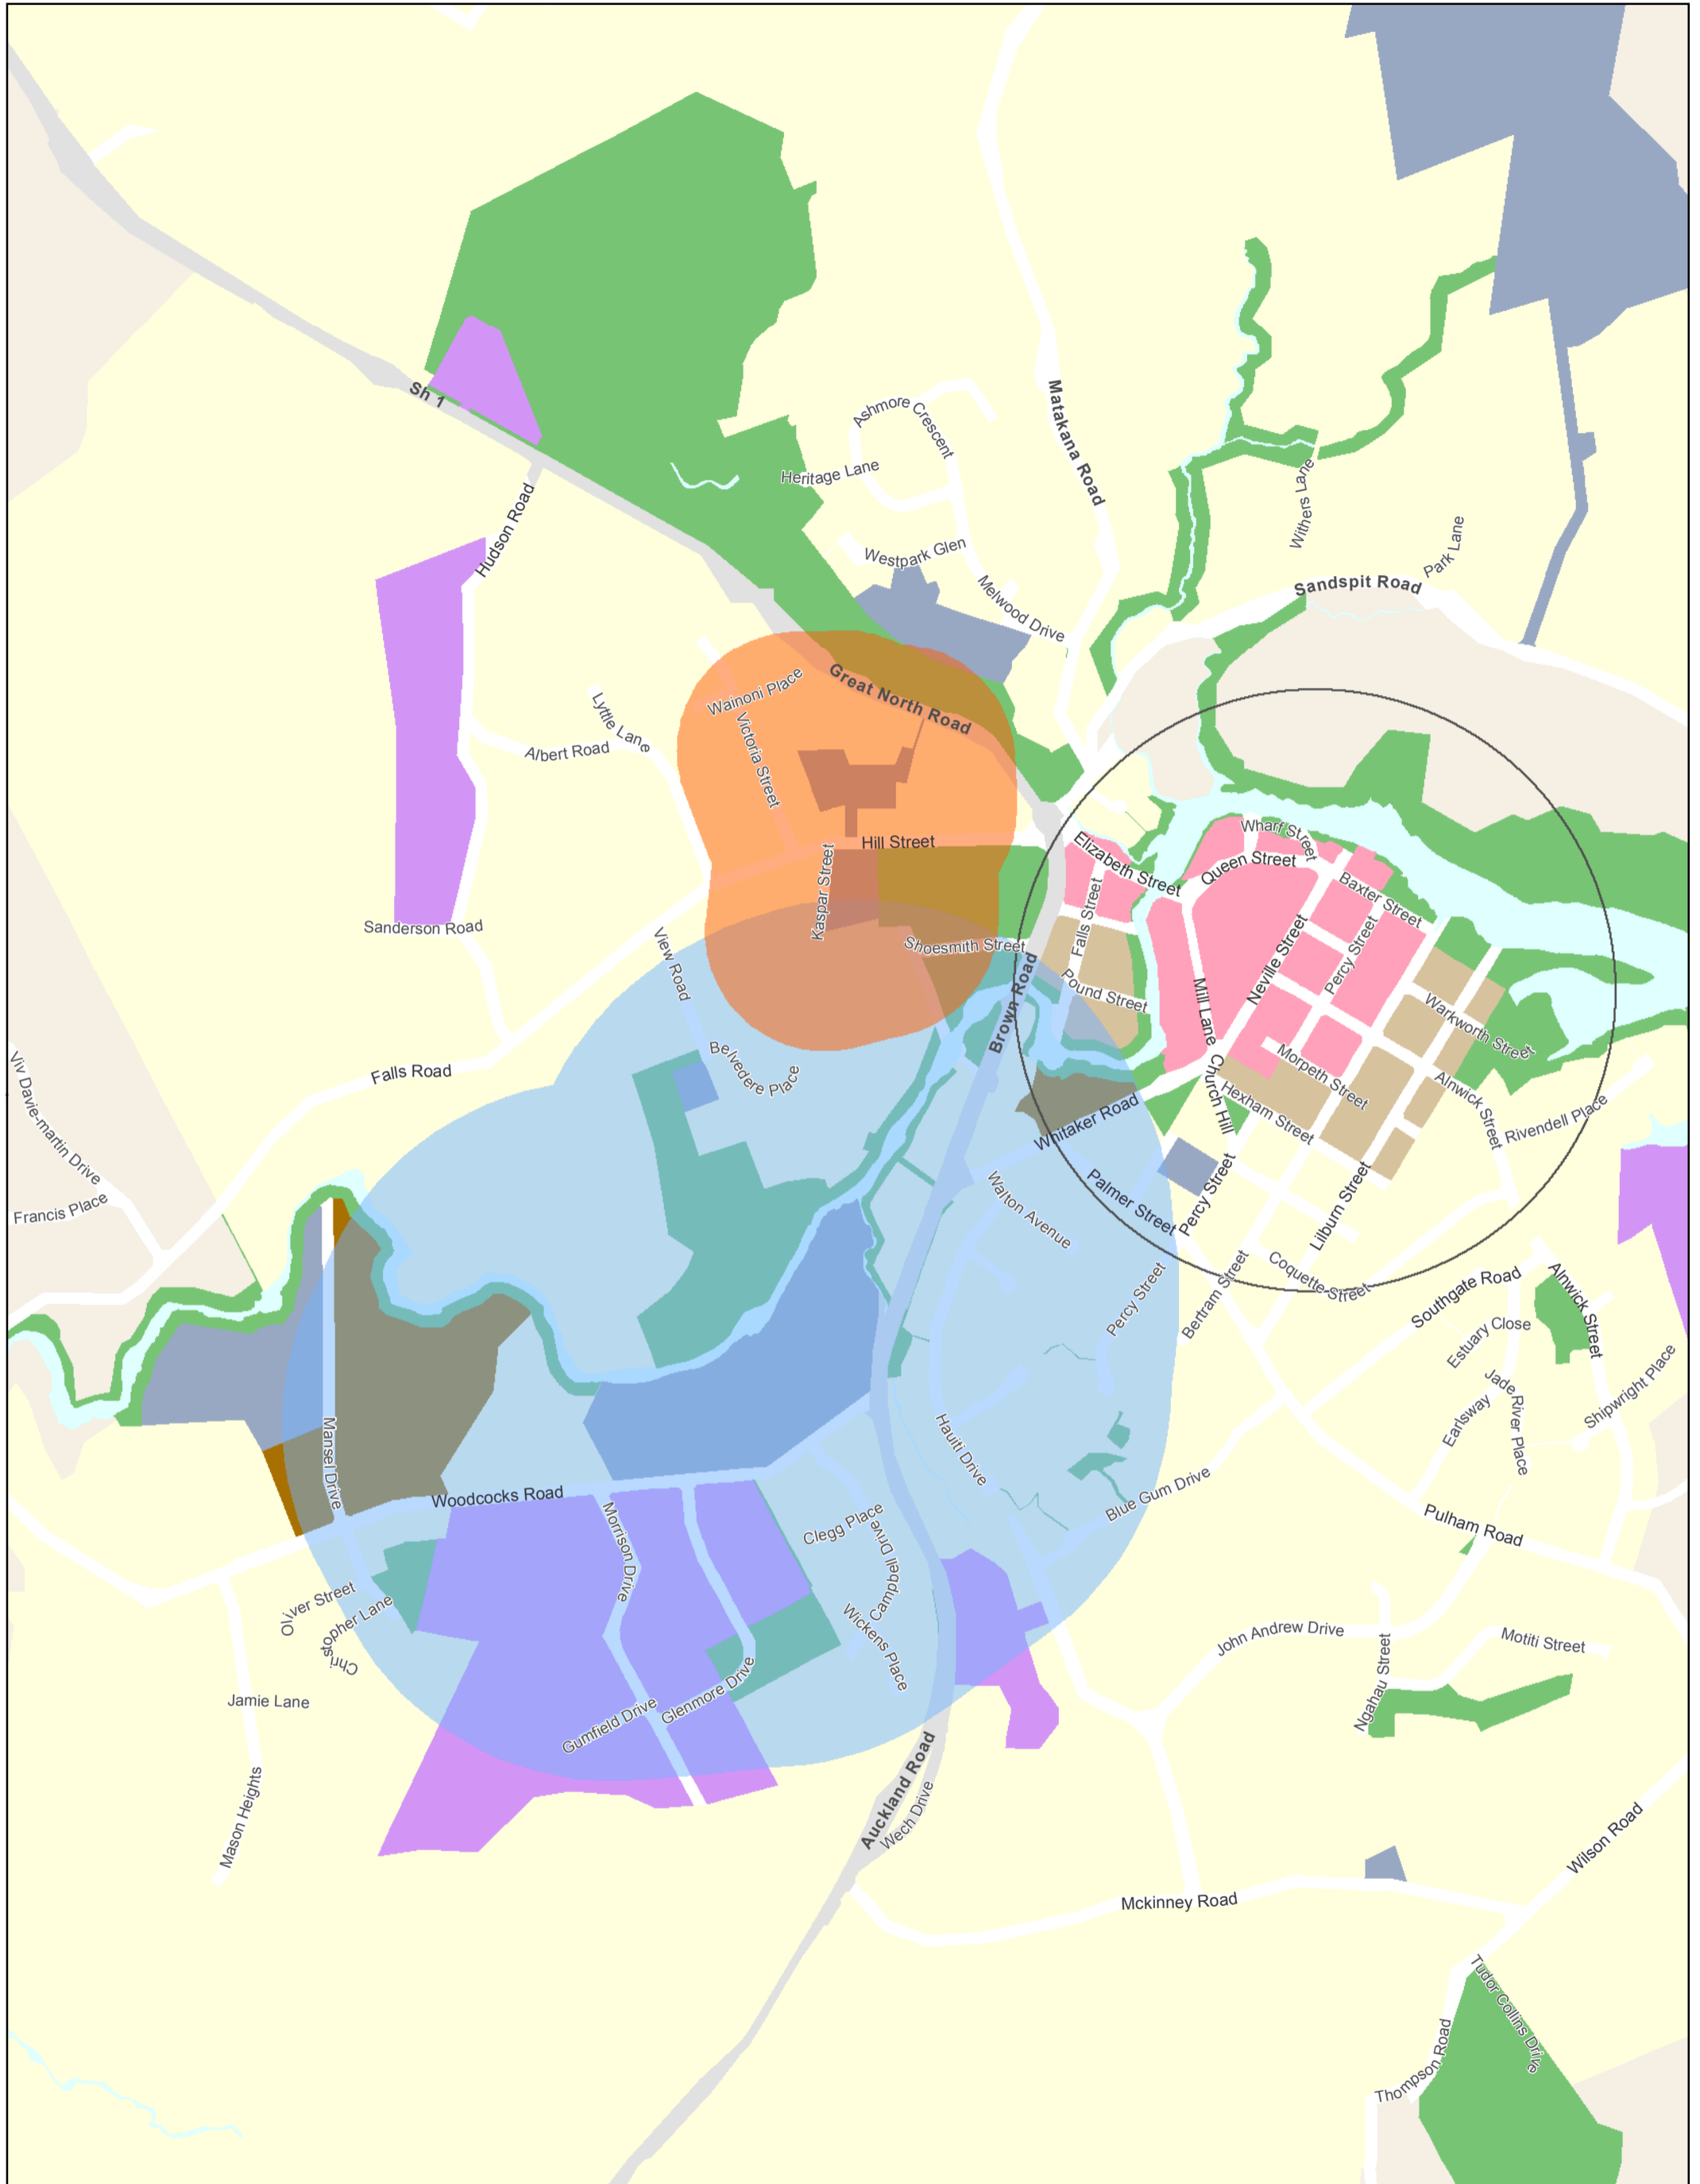 Sh 1
Ashmore Crescent
Matakana Road
Heritage Lane
Hudson Road
Westpark Glen
Withers Lane
Park Lane
Melwood Drive
Sandspit Road
Great North Road
Wainoni Place
Lyttle Lane
Victoria Street
Albert Road
Hill Street
Elizabeth Street
Wharf Street
Queen Street
Kaspar Street
Falls Street
Baxter Street
Sanderson Road
View Road
Shoesmith Street
Neville Street
Percy Street
Brown Road
Pound Street
Mill Lane
Warkworth Street
Belvedere Place
Falls Road
Viv Davie-martin Drive
Morpeth Street
Church Hill
Hexham Street
Alnwick Street
Rivendell Place
Whitaker Road
Francis Place
Walton Avenue
Palmer Street
Percy Street
Lilburn Street
Percy Street
Bertram Street
Coquette Street
Southgate Road
Alnwick Street
Estuary Close
Shipwright Place
Jade River Place
Earlsway
Mansel Drive
Woodcocks Road
Hauiti Drive
Blue Gum Drive
Pulham Road
Morrison Drive
Clegg Place
Campbell Drive
Oliver Street
Christopher Lane
Wickens Place
John Andrew Drive
Motiti Street
Ngahau Street
Jamie Lane
Glenmore Drive
Gumfield Drive
Auckland Road
Wech Drive
Mason Heights
Wilson Road
Mckinney Road
Tudor Collins Drive
Thompson Road